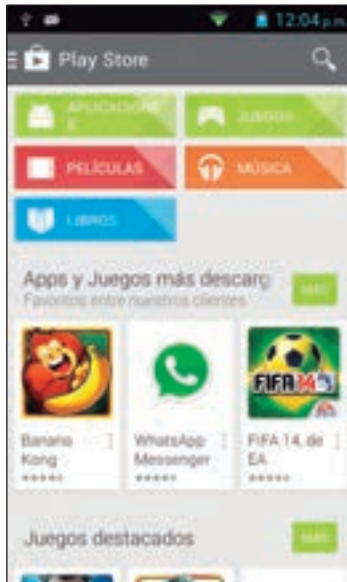 12:04 p.m.
Play Store
APLICACIONE
S
JUEGOS
PELÍCULAS
MÚSICA
LIBROS
Apps y Juegos más descarg
Favoritos entre nuestros clientes
MÁS
FIFA 14
Banana
Kong
WhatsApp
Messenger
FIFA 14, de
EA
Juegos destacados
MÁS